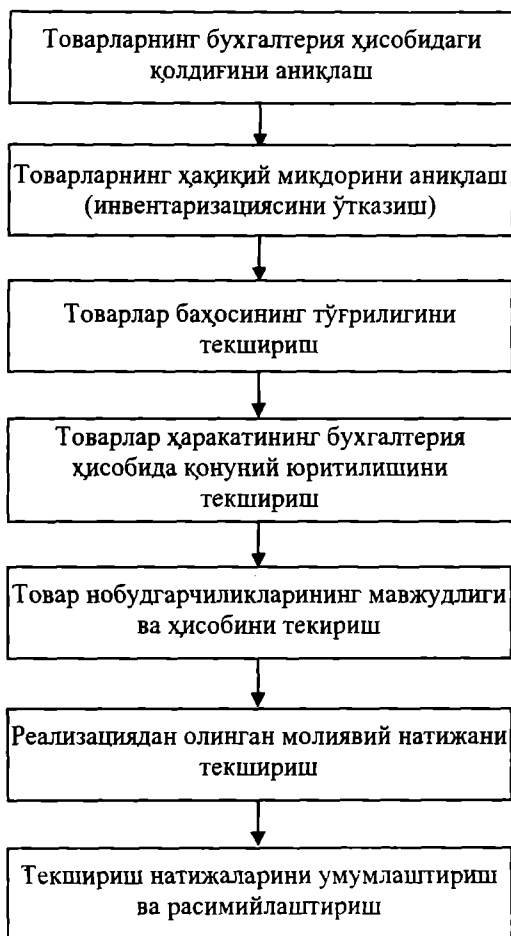 Товарларнинг бухгалтерия ҳисобидаги
қолдиғини аниқлаш
Товарларнинг ҳақиқий миқдорини аниқлаш
(инвентаризациясини ўтказиш)
Товарлар баҳосининг тўғрилигини
текшириш
Товарлар ҳаракатининг бухгалтерия
ҳисобида қонуний юритилишини
текшириш
Товар нобудгарчиликларининг мавжудлиги
ва ҳисобини текириш
Реализациядан олинган молиявий натижани
текшириш
Текшириш натижаларини умумлаштириш
ва расимийлаштириш